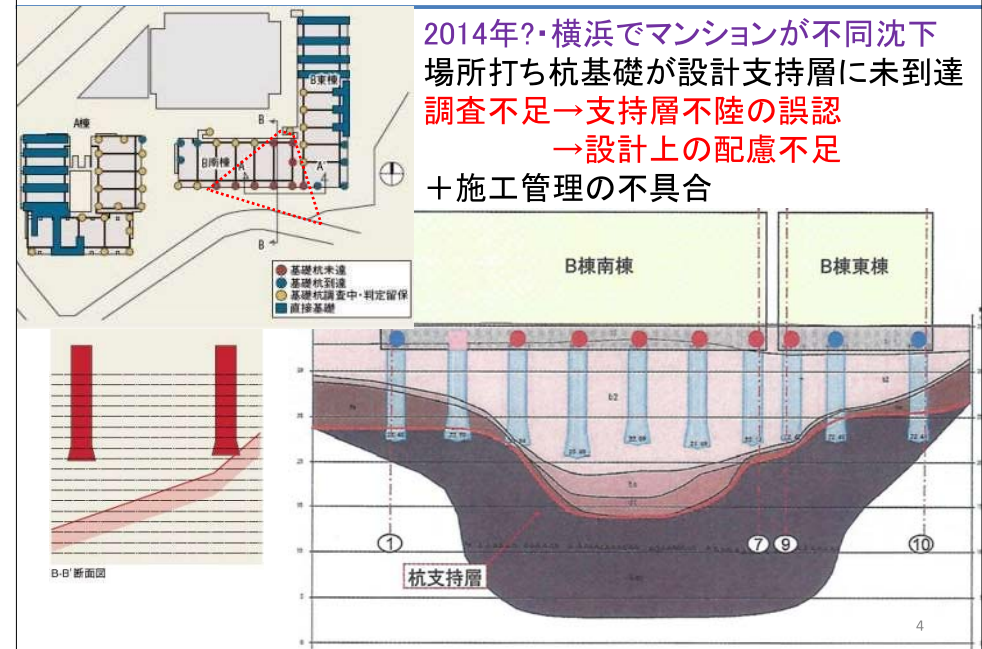 2014年?・横浜でマンションが不同沈下
場所打ち杭基礎が設計支持層に未到達
調査不足→支持層不陸の誤認
→設計上の配慮不足
＋施工管理の不具合
A棟
B東棟
B
B南棟
A
A'
B
基礎杭未達
基礎杭到達
基礎杭調査中・判定留保
直接基礎
B棟南棟
B棟東棟
b2
① ⑦ ⑨ ⑩
杭支持層
B-B'断面図
4